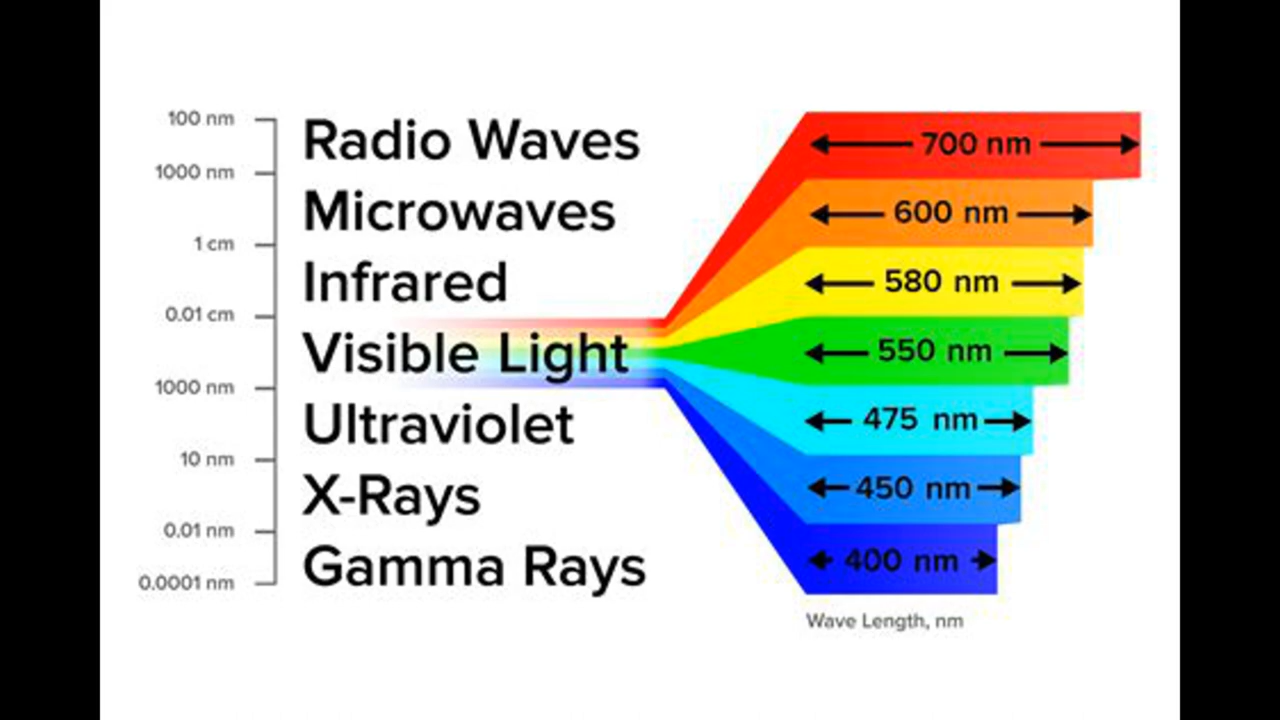 100 nm
Radio Waves
1000 nm
Microwaves
1 cm
Infrared
0.01 cm
Visible Light
1000 nm
Ultraviolet
10 nm
X-Rays
0.01 nm
Gamma Rays
0.0001 nm
700 nm
600 nm
580 nm
550 nm
475 nm
450 nm
400 nm
Wave Length, nm